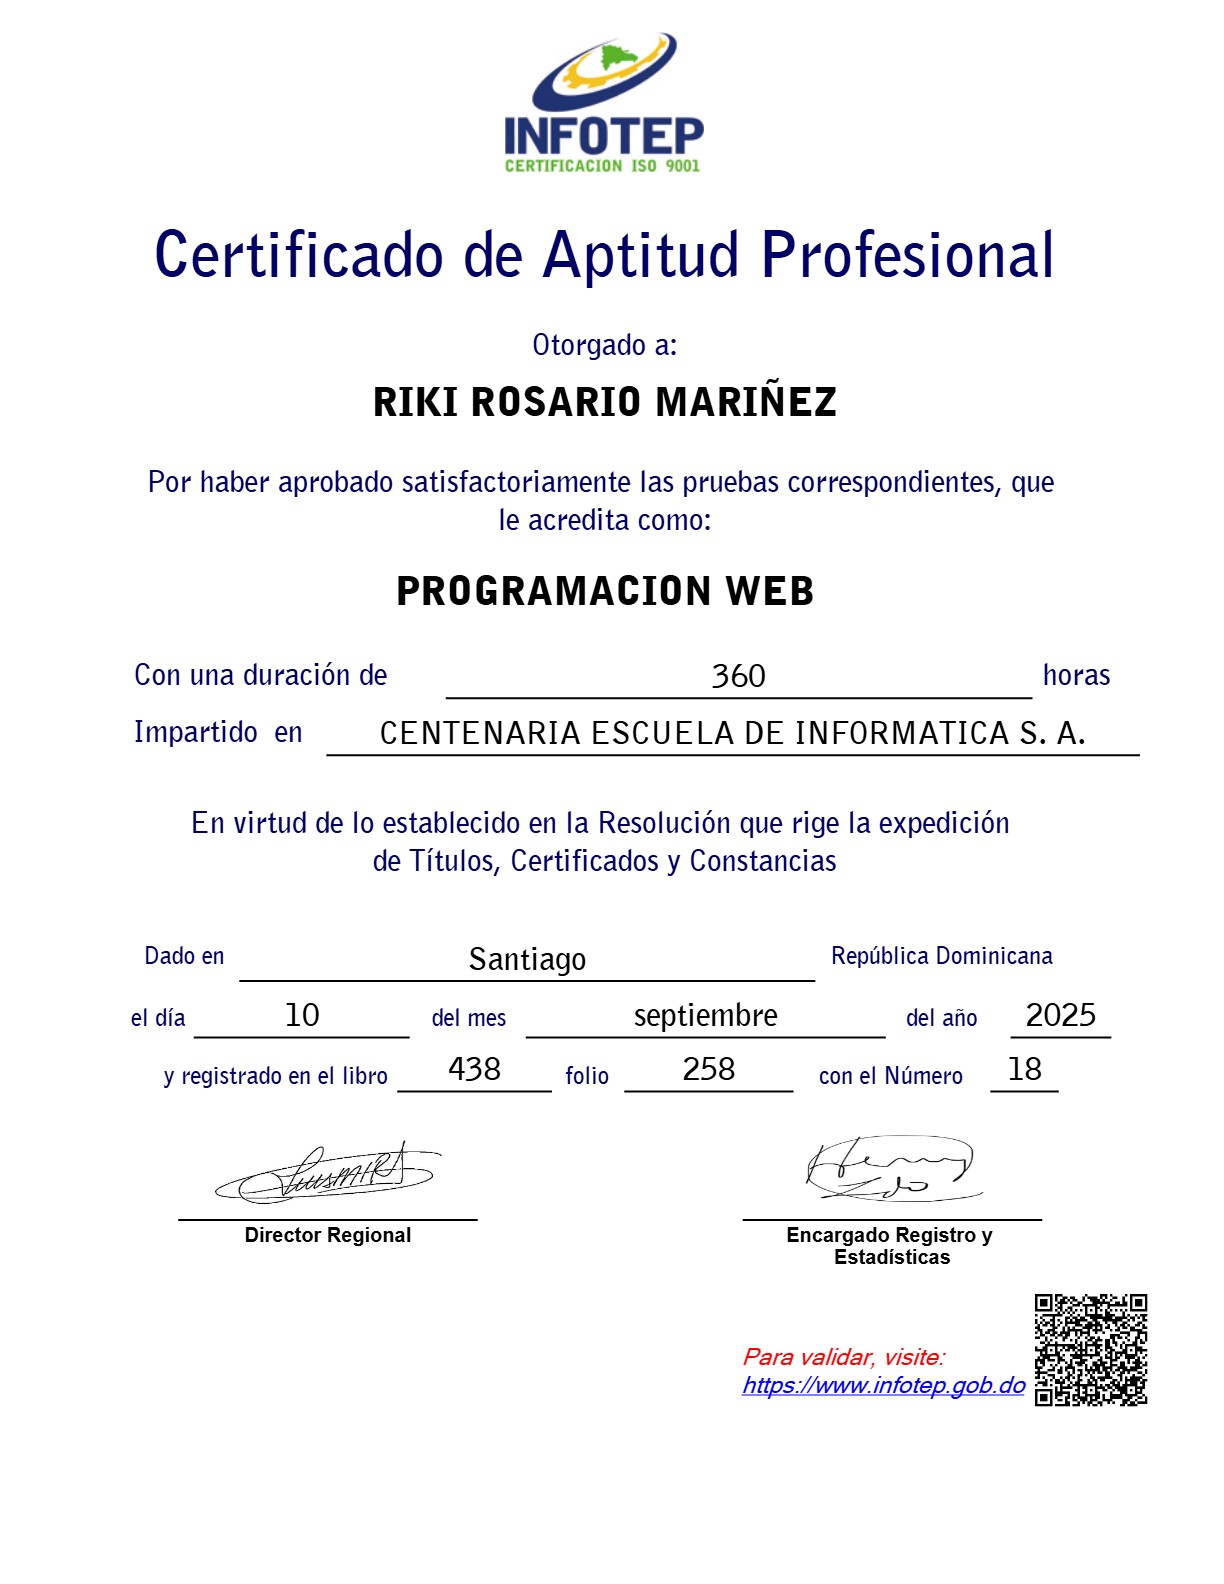 INFOTEP
CERTIFICACION ISO 9001
Certificado de Aptitud Profesional
Otorgado a:
RIKI ROSARIO MARIÑEZ
Por haber aprobado satisfactoriamente las pruebas correspondientes, que
le acredita como:
PROGRAMACION WEB
Con una duración de 360 horas
Impartido en CENTENARIA ESCUELA DE INFORMATICA S. A.
En virtud de lo establecido en la Resolución que rige la expedición
de Títulos, Certificados y Constancias
Dado en Santiago República Dominicana
el día 10 del mes septiembre del año 2025
y registrado en el libro 438 folio 258 con el Número 18
Director Regional
Encargado Registro y
Estadísticas
Para validar, visite:
https://www.infotep.gob.do